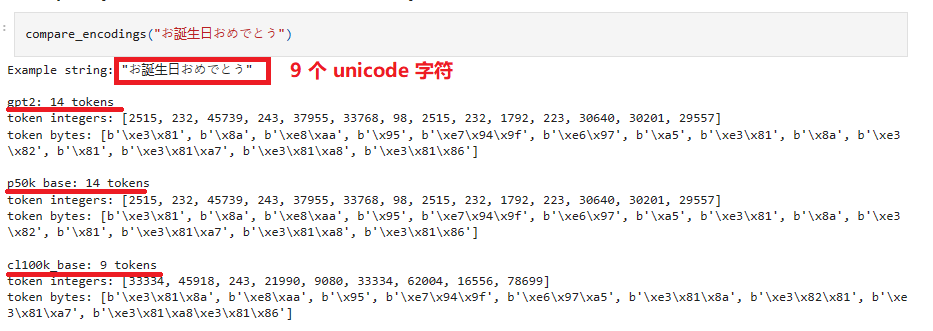 compare_encodings("お誕生日おめでとう")
Example string: "お誕生日おめでとう" 9 个 unicode 字符
gpt2: 14 tokens
token integers: [2515, 232, 45739, 243, 37955, 33768, 98, 2515, 232, 1792, 223, 30640, 30201, 29557]
token bytes: [b'\xe3\x81', b'\x8a', b'\xe8\xaa', b'\x95', b'\xe7\x94\x9f', b'\xe6\x97', b'\xa5', b'\xe3\x81', b'\x8a', b'\xe3
\x82', b'\x81', b'\xe3\x81\xa7', b'\xe3\x81\xa8', b'\xe3\x81\x86']
p50k_base: 14 tokens
token integers: [2515, 232, 45739, 243, 37955, 33768, 98, 2515, 232, 1792, 223, 30640, 30201, 29557]
token bytes: [b'\xe3\x81', b'\x8a', b'\xe8\xaa', b'\x95', b'\xe7\x94\x9f', b'\xe6\x97', b'\xa5', b'\xe3\x81', b'\x8a', b'\xe3
\x82', b'\x81', b'\xe3\x81\xa7', b'\xe3\x81\xa8', b'\xe3\x81\x86']
cl100k_base: 9 tokens
token integers: [33334, 45918, 243, 21990, 9080, 33334, 62004, 16556, 78699]
token bytes: [b'\xe3\x81\x8a', b'\xe8\xaa', b'\x95', b'\xe7\x94\x9f', b'\xe6\x97\xa5', b'\xe3\x81\x8a', b'\xe3\x82\x81', b'\xe
3\x81\xa7', b'\xe3\x81\xa8\xe3\x81\x86']